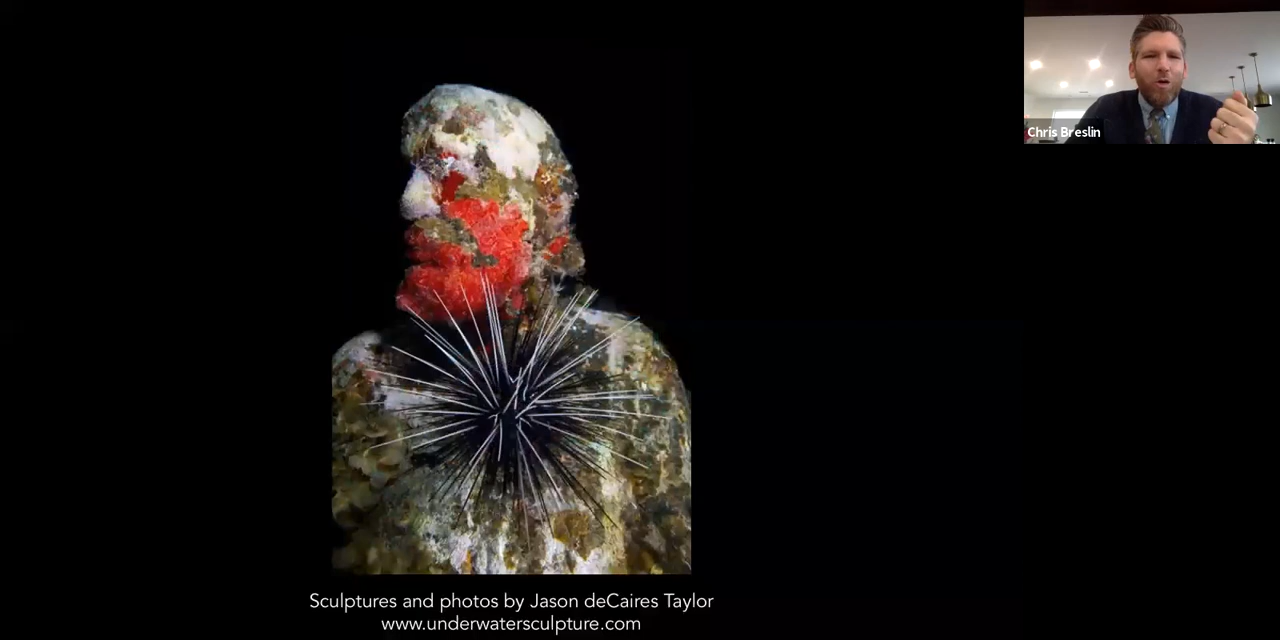 Chris Breslin
Sculptures and photos by Jason deCaires Taylor
www.underwatersculpture.com